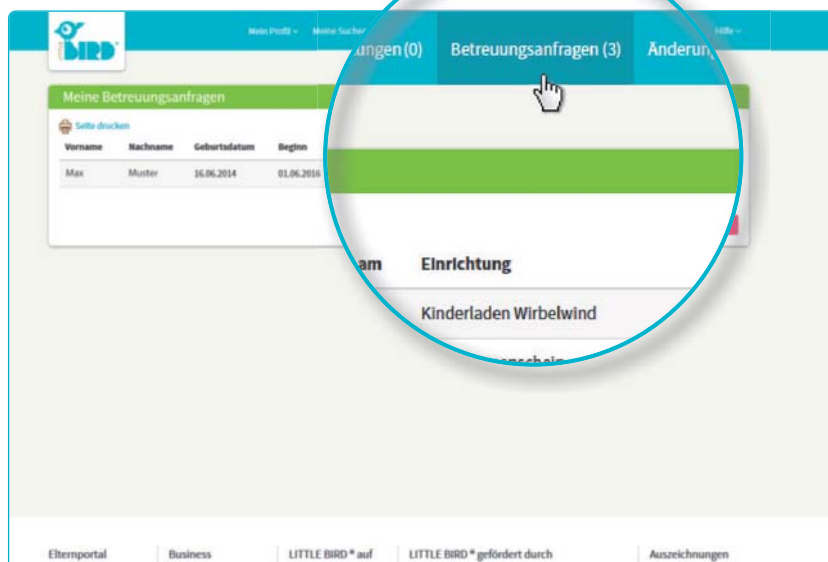 LITTLE BIRD
Mein Profil Meine Suche Hilfe
ungen (0) Betreuungsanfragen (3) Änderun
Meine Betreuungsanfragen
Seite drucken
Vorname Nachname Geburtsdatum Beginn
Max Muster 16.06.2014 01.06.2016
am Einrichtung
Kinderladen Wirbelwind
Elternportal Business LITTLE BIRD ® auf LITTLE BIRD ® gefördert durch Auszeichnungen